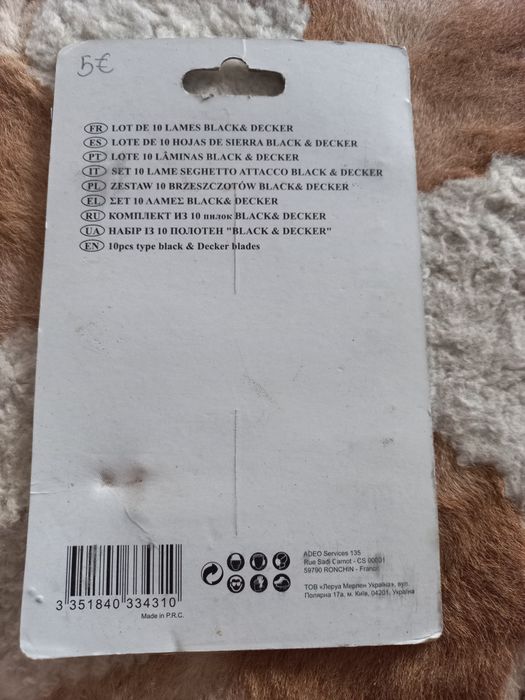 5€
FR LOT DE 10 LAMES BLACK& DECKER
ES LOTE DE 10 HOJAS DE SIERRA BLACK & DECKER
PT LOTE 10 LÂMINAS BLACK & DECKER
IT SET 10 LAME SEGHETTO ATTACCO BLACK & DECKER
PL ZESTAW 10 BRZESZCZOTÓW BLACK & DECKER
EL ΣΕΤ 10 ΛΑΜΕΣ BLACK& DECKER
RU КОМПЛЕКТ ИЗ 10 пилок BLACK& DECKER
UA НАБІР ІЗ 10 ПОЛОТЕН "BLACK & DECKER"
EN 10pcs type black & Decker blades
3 351840 334310
Made in P.R.C.
ADEO Services 135
Rue Sadi Carnot - CS 00001
59790 RONCHIN - France
ТОВ «Леруа Мерлен Україна», вул.
Полярна 17а, м. Київ, 04201, Україна